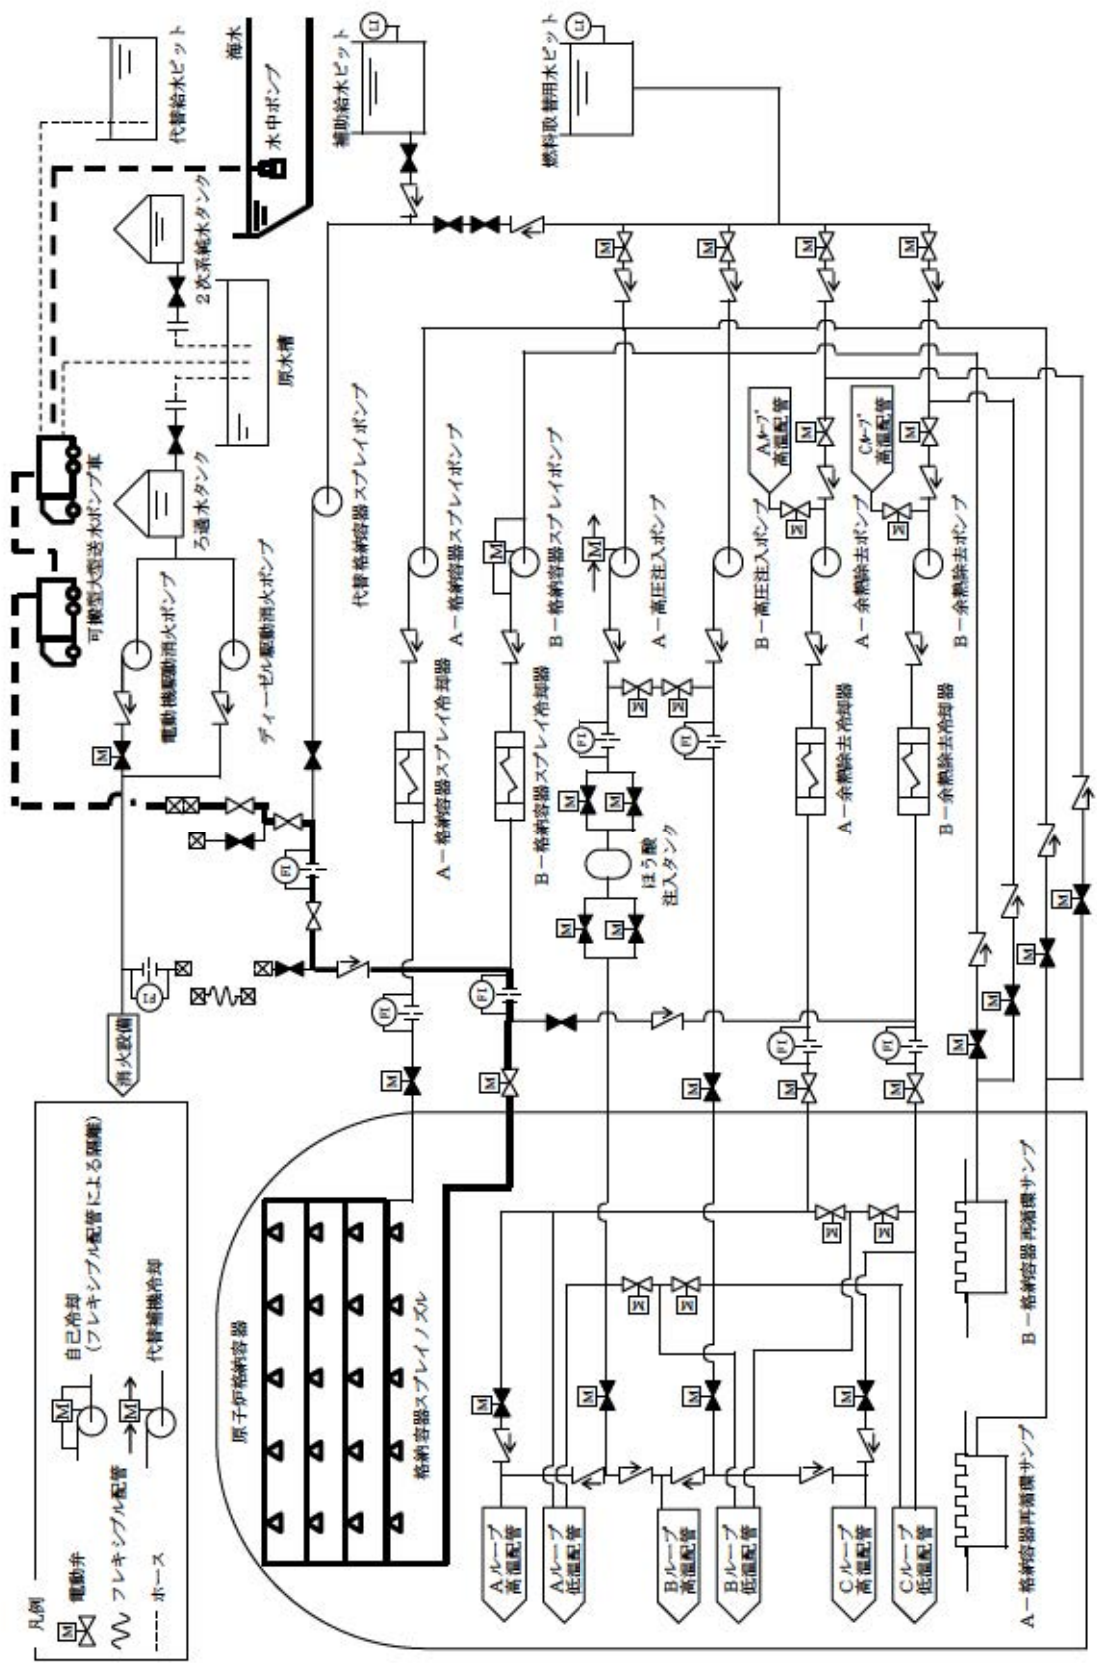 凡例
電動弁
自己冷却
(フレキシブル配管による隔離)
フレキシブル配管
代替補機冷却
ホース
M
M
M
消火設備
FI
可搬型大型送水ポンプ車
代替給水ピット
海水
水中ポンプ
2次系純水タンク
原水槽
ろ過水タンク
電動機駆動消火ポンプ
ディーゼル駆動消火ポンプ
M
FI
補助給水ピット
LI
燃料取替用水ピット
LI
代替格納容器スプレイポンプ
A-格納容器スプレイポンプ
B-格納容器スプレイポンプ
A-高圧注入ポンプ
B-高圧注入ポンプ
A-余熱除去ポンプ
B-余熱除去ポンプ
Aループ
高温配管
Cループ
高温配管
A-格納容器スプレイ冷却器
B-格納容器スプレイ冷却器
ほう酸
注入タンク
A-余熱除去冷却器
B-余熱除去冷却器
原子炉格納容器
格納容器スプレイノズル
Aループ
高温配管
Aループ
低温配管
Bループ
高温配管
Bループ
低温配管
Cループ
高温配管
Cループ
低温配管
A-格納容器再循環サンプ
B-格納容器再循環サンプ